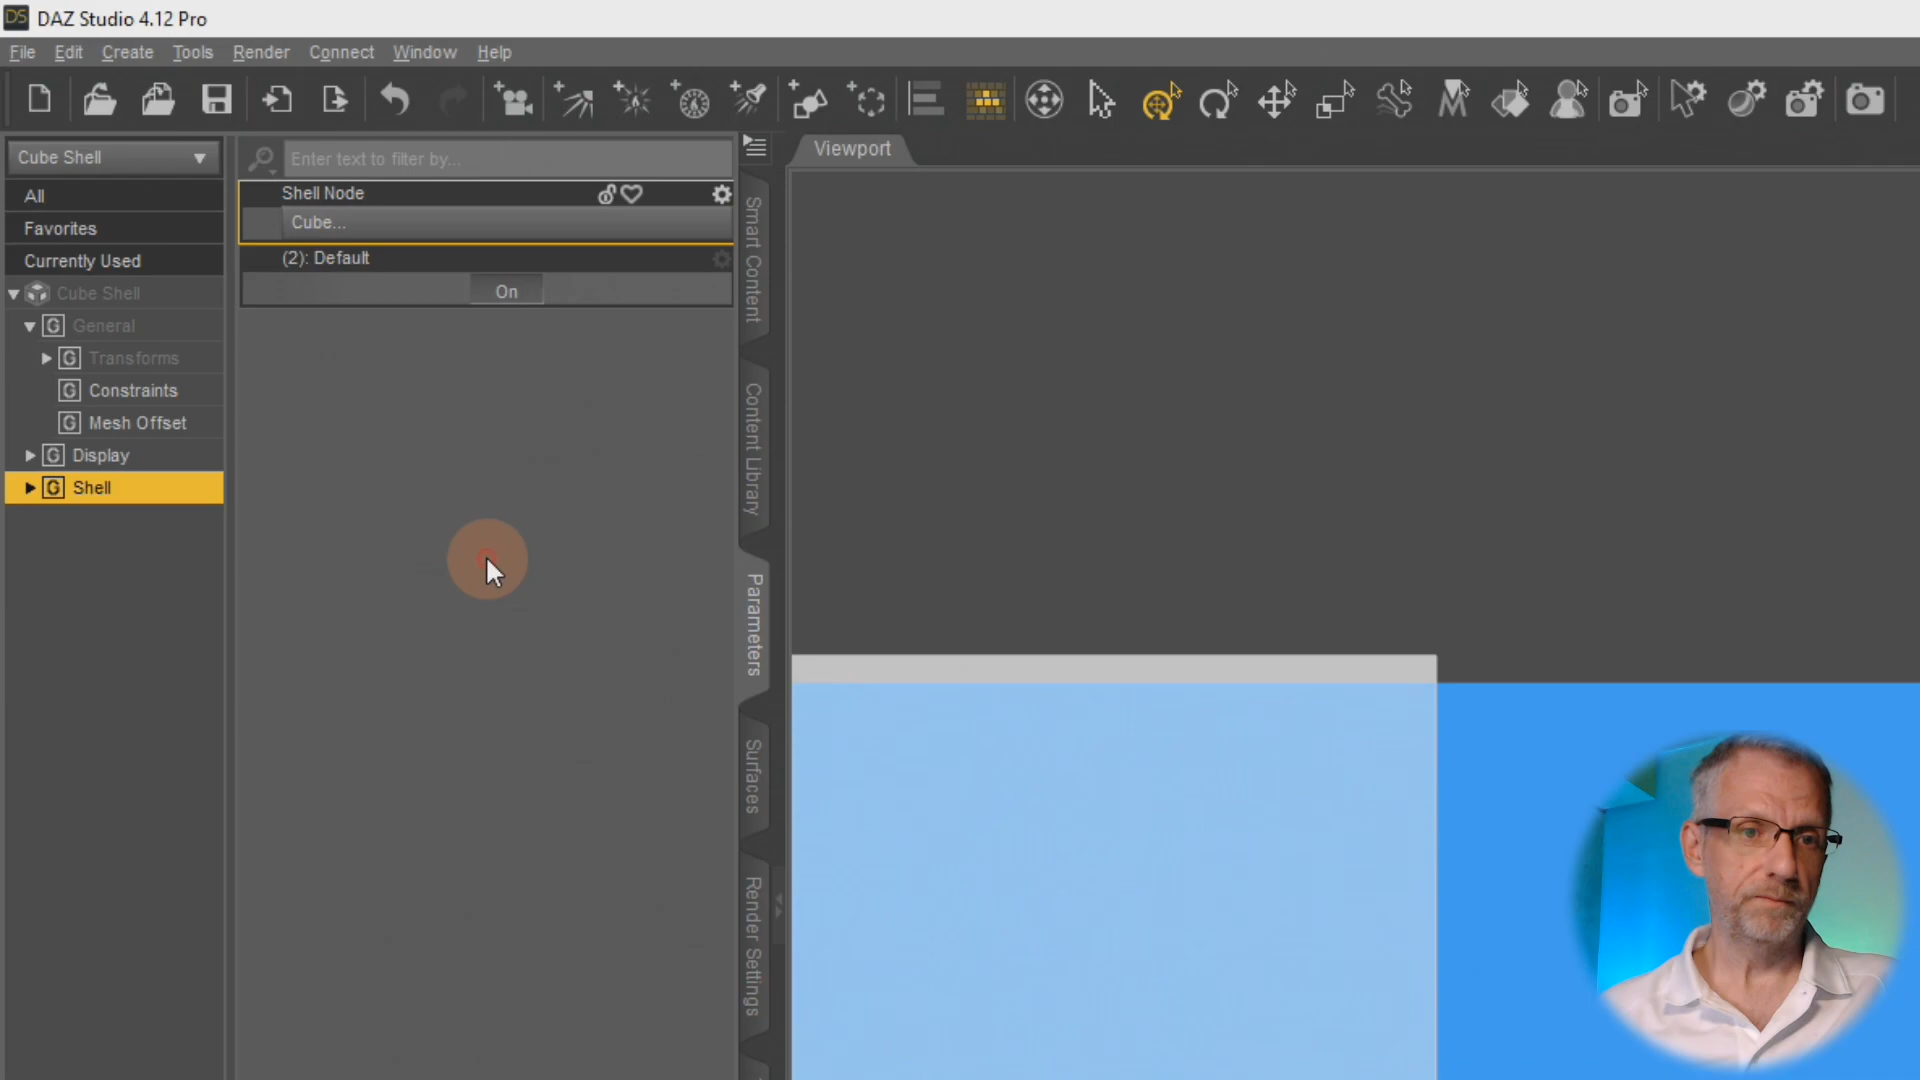 DAZ Studio 4.12 Pro
File Edit Create Tools Render Connect Window Help
Cube Shell
Enter text to filter by...
Viewport
All
Favorites
Currently Used
Cube Shell
General
Transforms
Constraints
Mesh Offset
Display
Shell
Shell Node
Cube...
(2): Default
On
Smart Content
Content Library
Parameters
Surfaces
Render Settings